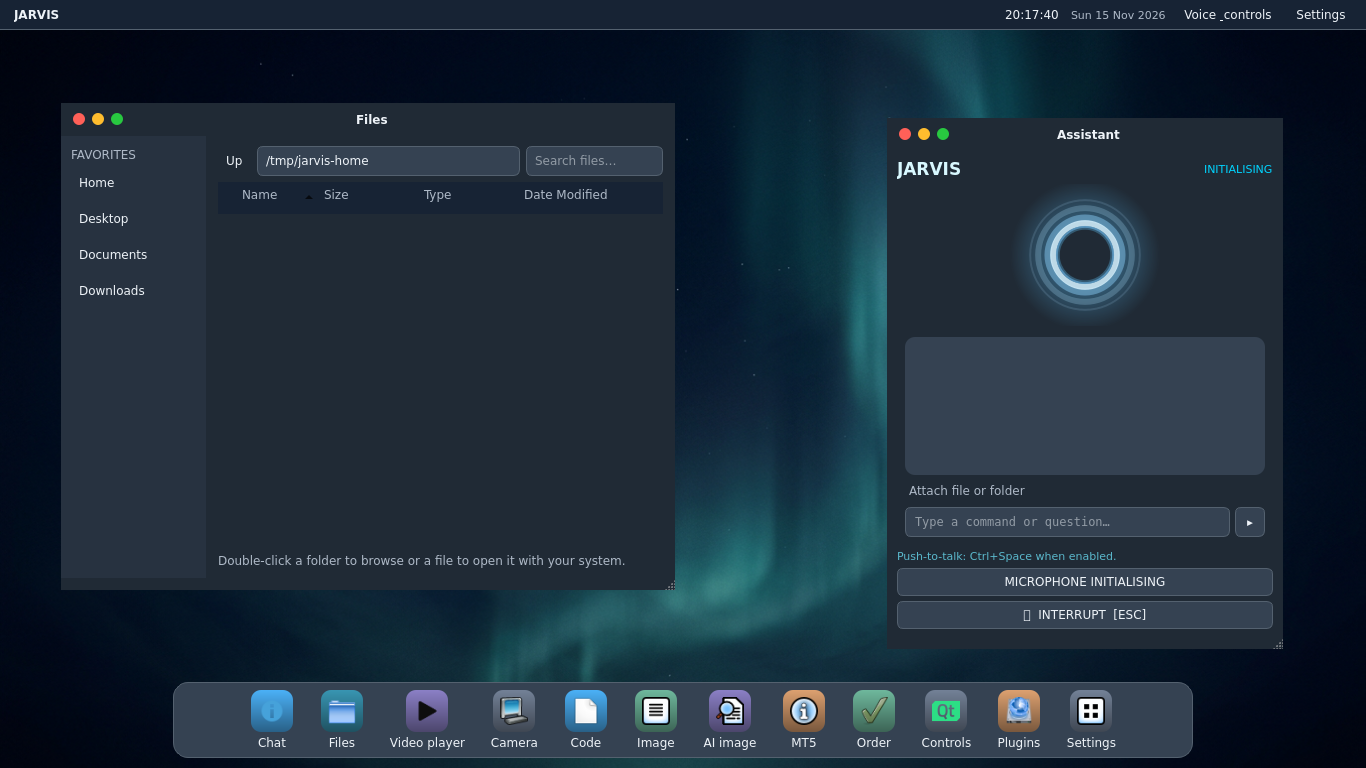 JARVIS
20:17:40 Sun 15 Nov 2026 Voice _controls Settings
Files
FAVORITES
Home
Desktop
Documents
Downloads
Up /tmp/jarvis-home Search files...
Name Size Type Date Modified
Double-click a folder to browse or a file to open it with your system.
Assistant
JARVIS INITIALISING
Attach file or folder
Type a command or question…
Push-to-talk: Ctrl+Space when enabled.
MICROPHONE INITIALISING
INTERRUPT [ESC]
Qt
Chat Files Video player Camera Code Image AI image MT5 Order Controls Plugins Settings